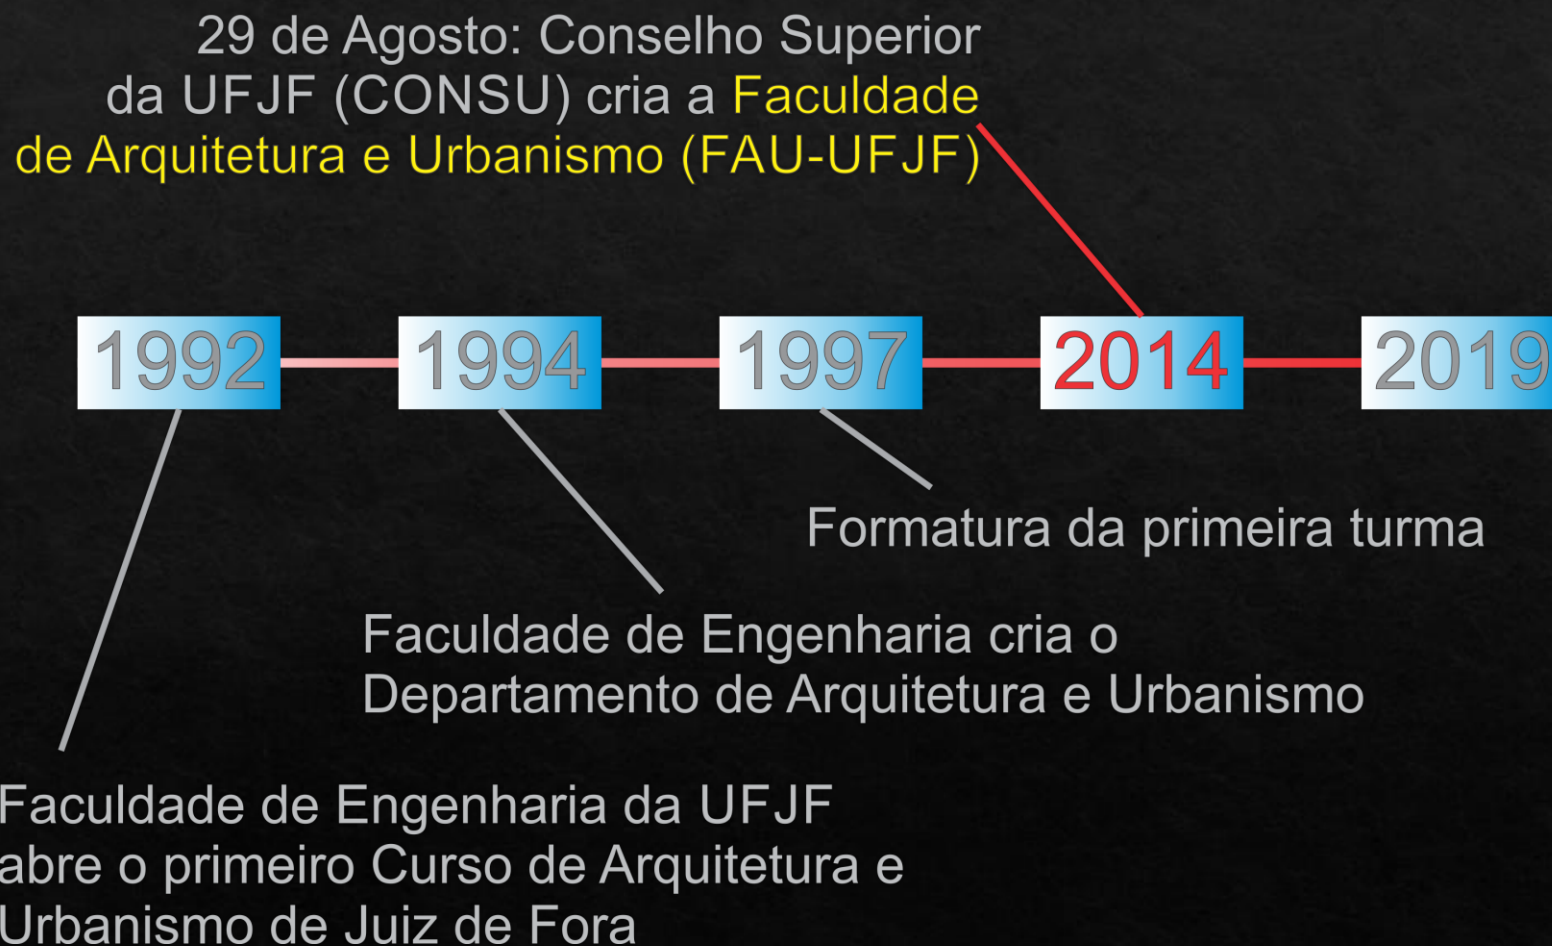 29 de Agosto: Conselho Superior
da UFJF (CONSU) cria a Faculdade
de Arquitetura e Urbanismo (FAU-UFJF)
1992
1994
1997
2014
2019
Formatura da primeira turma
Faculdade de Engenharia cria o
Departamento de Arquitetura e Urbanismo
Faculdade de Engenharia da UFJF
abre o primeiro Curso de Arquitetura e
Urbanismo de Juiz de Fora